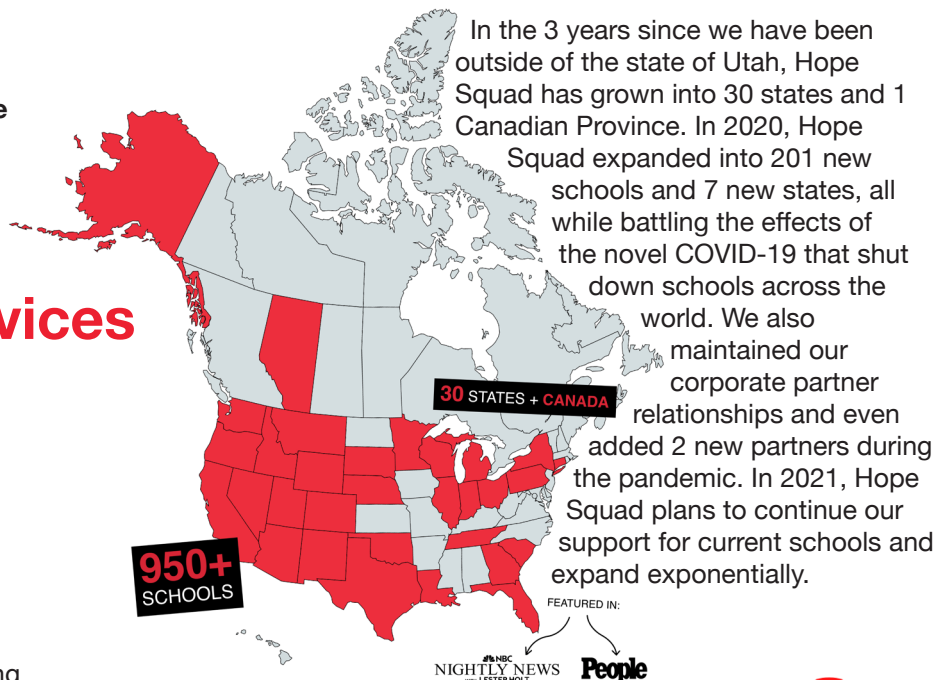 In the 3 years since we have been
outside of the state of Utah, Hope
Squad has grown into 30 states and 1
Canadian Province. In 2020, Hope
Squad expanded into 201 new
schools and 7 new states, all
while battling the effects of
the novel COVID-19 that shut
down schools across the
world. We also
maintained our
corporate partner
relationships and even
added 2 new partners during
the pandemic. In 2021, Hope
Squad plans to continue our
support for current schools and
expand exponentially.
e
vices
30 STATES + CANADA
950+
SCHOOLS
FEATURED IN:
NBC
NIGHTLY NEWS
LESTER HOLT
People
ng